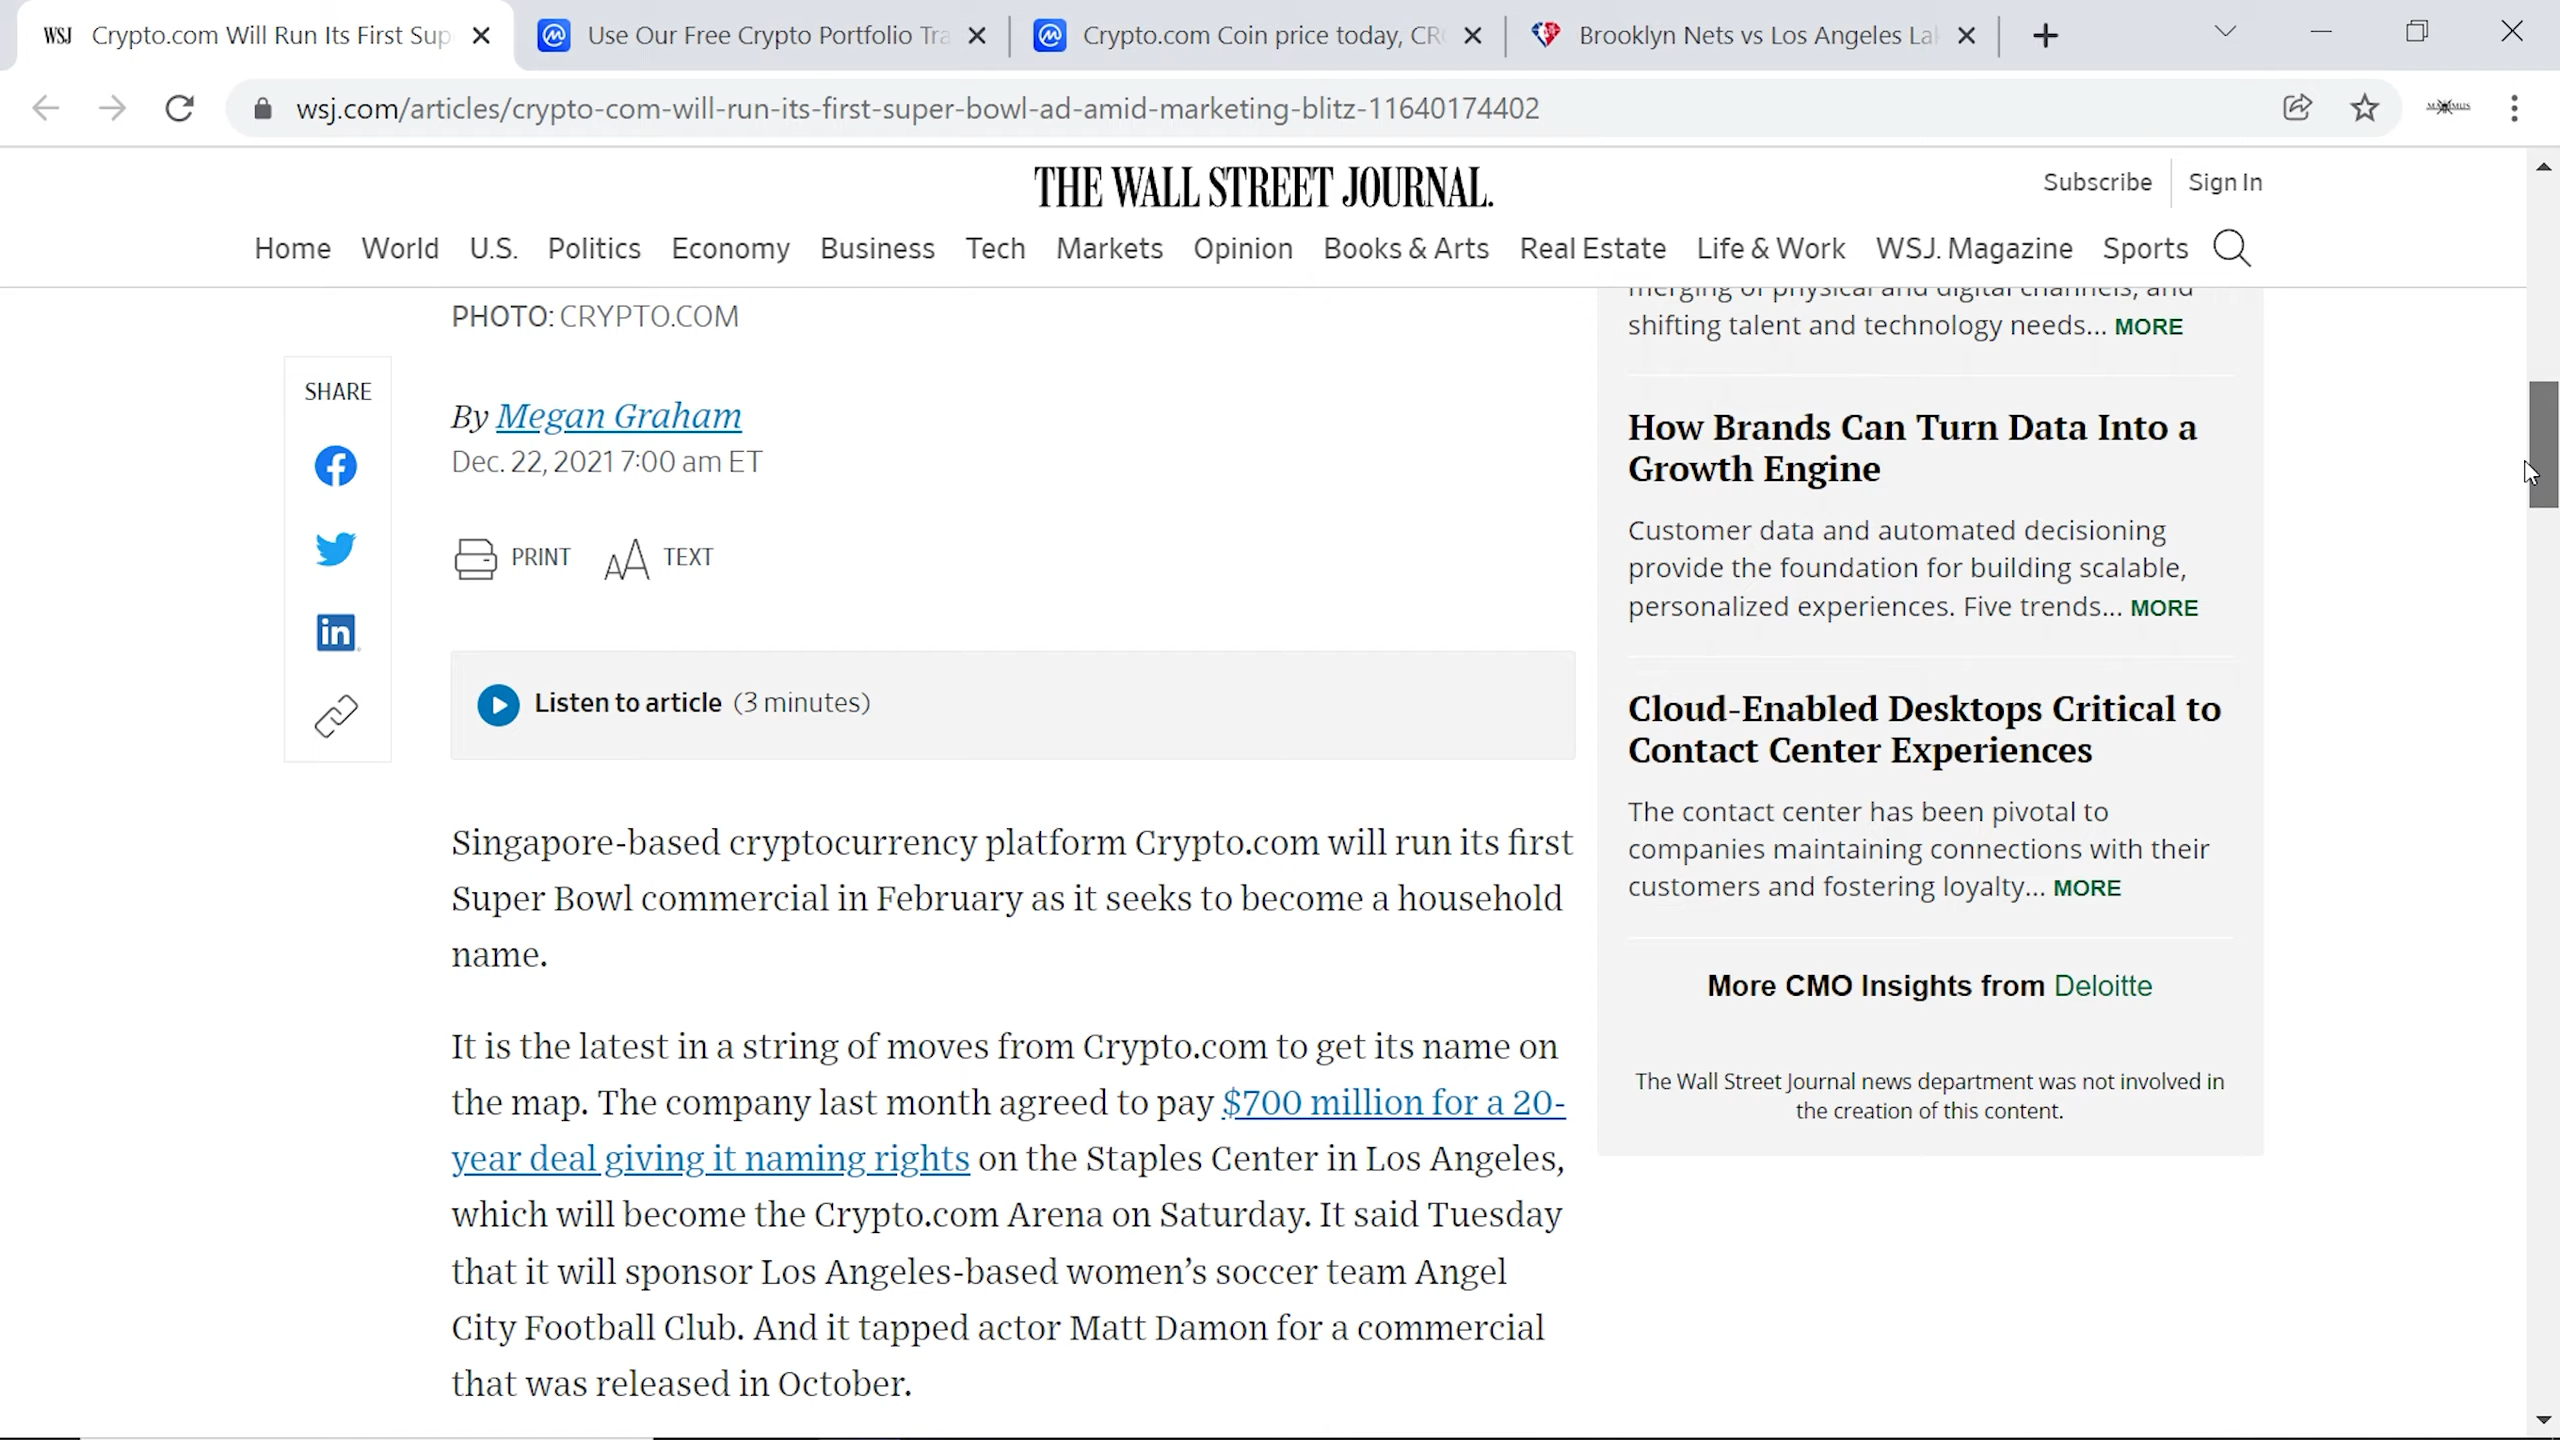 WSJ Crypto.com Will Run Its First Sup
Use Our Free Crypto Portfolio Tra
Crypto.com Coin price today, CR
Brooklyn Nets vs Los Angeles La
wsj.com/articles/crypto-com-will-run-its-first-super-bowl-ad-amid-marketing-blitz-11640174402
THE WALL STREET JOURNAL.
Subscribe
Sign In
Home World U.S. Politics Economy Business Tech Markets Opinion Books & Arts Real Estate Life & Work WSJ. Magazine Sports
PHOTO: CRYPTO.COM
SHARE
By Megan Graham
Dec. 22, 2021 7:00 am ET
PRINT
AA TEXT
Listen to article (3 minutes)
Singapore-based cryptocurrency platform Crypto.com will run its first
Super Bowl commercial in February as it seeks to become a household
name.
It is the latest in a string of moves from Crypto.com to get its name on
the map. The company last month agreed to pay $700 million for a 20-
year deal giving it naming rights on the Staples Center in Los Angeles,
which will become the Crypto.com Arena on Saturday. It said Tuesday
that it will sponsor Los Angeles-based women’s soccer team Angel
City Football Club. And it tapped actor Matt Damon for a commercial
that was released in October.
merging of physical and digital channels, and
shifting talent and technology needs... MORE
How Brands Can Turn Data Into a
Growth Engine
Customer data and automated decisioning
provide the foundation for building scalable,
personalized experiences. Five trends... MORE
Cloud-Enabled Desktops Critical to
Contact Center Experiences
The contact center has been pivotal to
companies maintaining connections with their
customers and fostering loyalty... MORE
More CMO Insights from Deloitte
The Wall Street Journal news department was not involved in
the creation of this content.